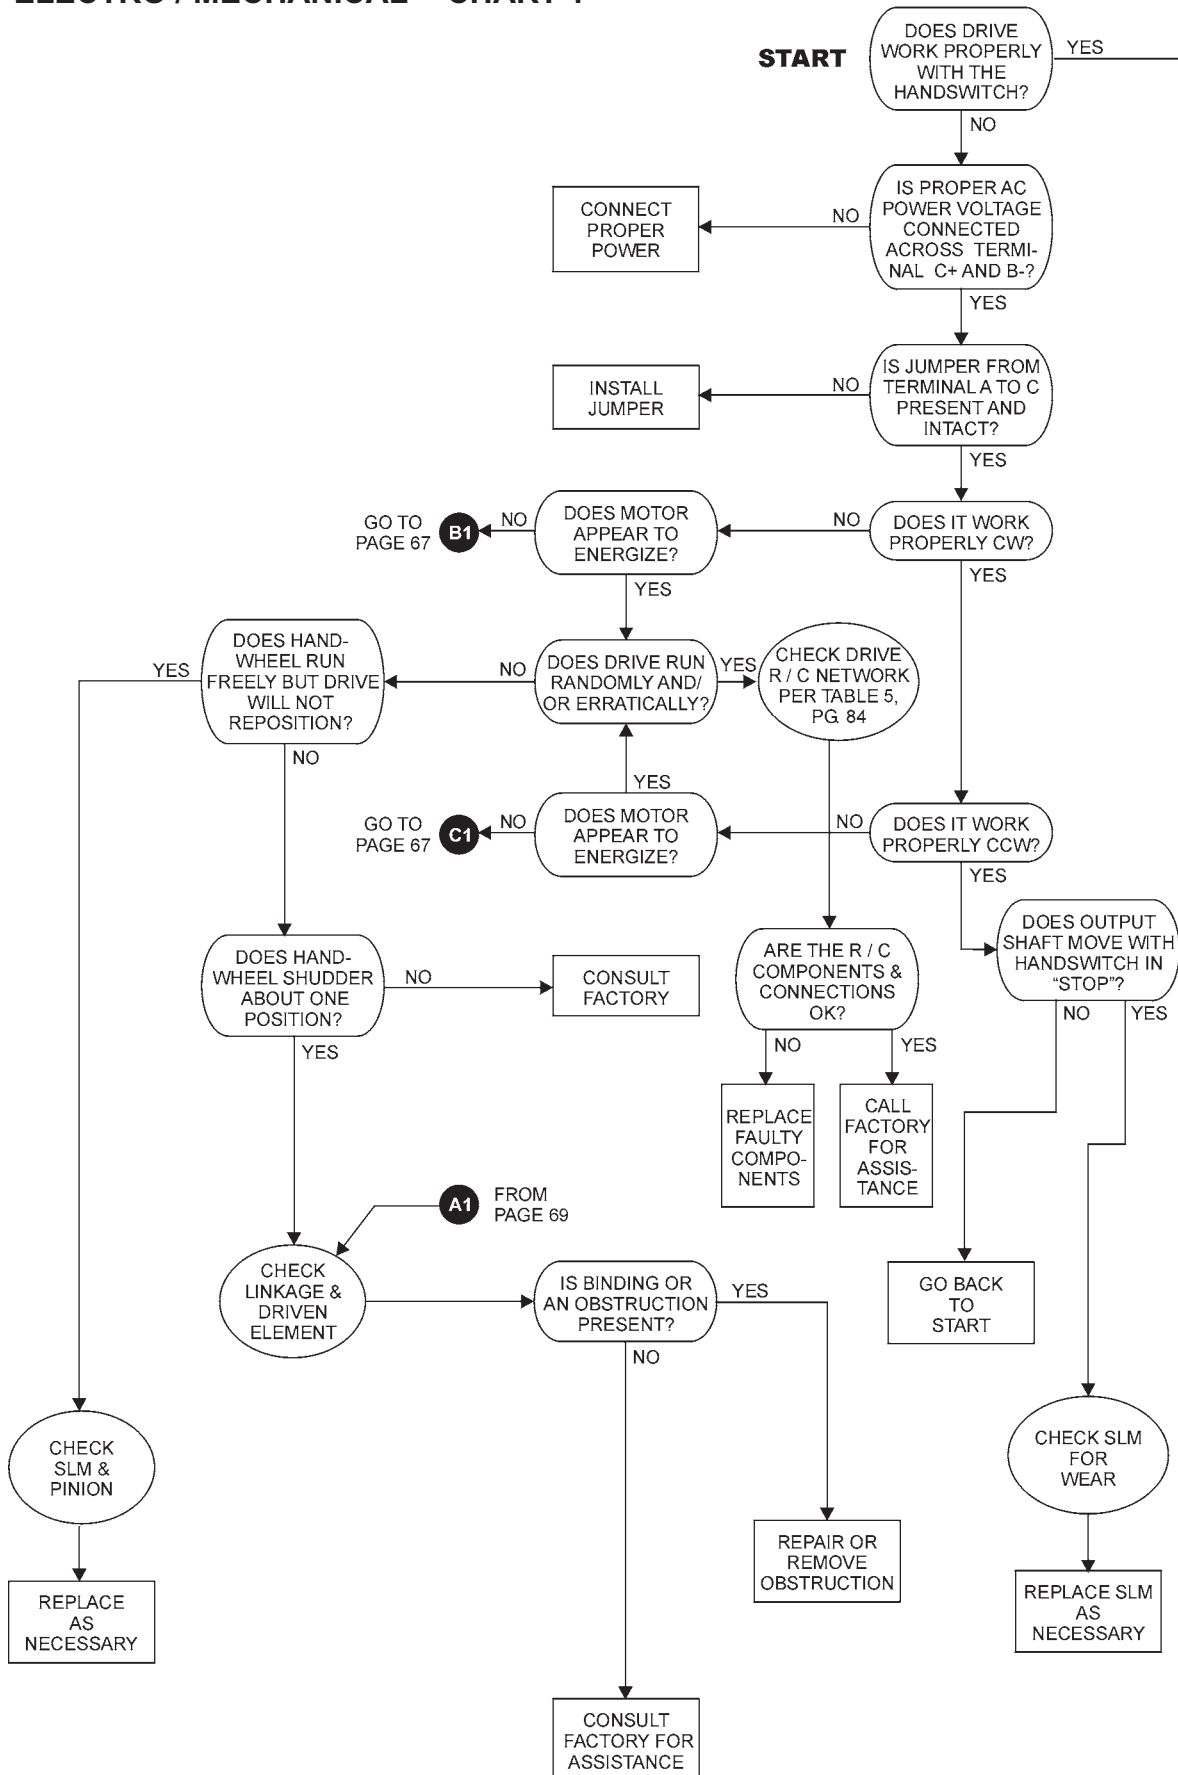 START
DOES DRIVE
WORK PROPERLY
WITH THE
HANDSWITCH?
YES
NO
IS PROPER AC
POWER VOLTAGE
CONNECTED
ACROSS TERMI-
NAL C+ AND B-?
NO
CONNECT
PROPER
POWER
YES
IS JUMPER FROM
TERMINAL A TO C
PRESENT AND
INTACT?
NO
INSTALL
JUMPER
YES
DOES IT WORK
PROPERLY CW?
NO
DOES MOTOR
APPEAR TO
ENERGIZE?
NO
B1
GO TO
PAGE 67
YES
YES
DOES HAND-
WHEEL RUN
FREELY BUT DRIVE
WILL NOT
REPOSITION?
YES
NO
DOES DRIVE RUN
RANDOMLY AND/
OR ERRATICALLY?
YES
CHECK DRIVE
R / C NETWORK
PER TABLE 5,
PG. 84
NO
YES
GO TO
PAGE 67
C1
NO
DOES MOTOR
APPEAR TO
ENERGIZE?
NO
DOES IT WORK
PROPERLY CCW?
YES
DOES OUTPUT
SHAFT MOVE WITH
HANDSWITCH IN
“STOP”?
NO
YES
DOES HAND-
WHEEL SHUDDER
ABOUT ONE
POSITION?
NO
CONSULT
FACTORY
YES
ARE THE R / C
COMPONENTS &
CONNECTIONS
OK?
NO
YES
REPLACE
FAULTY
COMPO-
NENTS
CALL
FACTORY
FOR
ASSIS-
TANCE
A1
FROM
PAGE 69
CHECK
LINKAGE &
DRIVEN
ELEMENT
IS BINDING OR
AN OBSTRUCTION
PRESENT?
YES
NO
GO BACK
TO
START
CHECK
SLM &
PINION
CHECK SLM
FOR
WEAR
REPAIR OR
REMOVE
OBSTRUCTION
REPLACE
AS
NECESSARY
REPLACE SLM
AS
NECESSARY
CONSULT
FACTORY FOR
ASSISTANCE